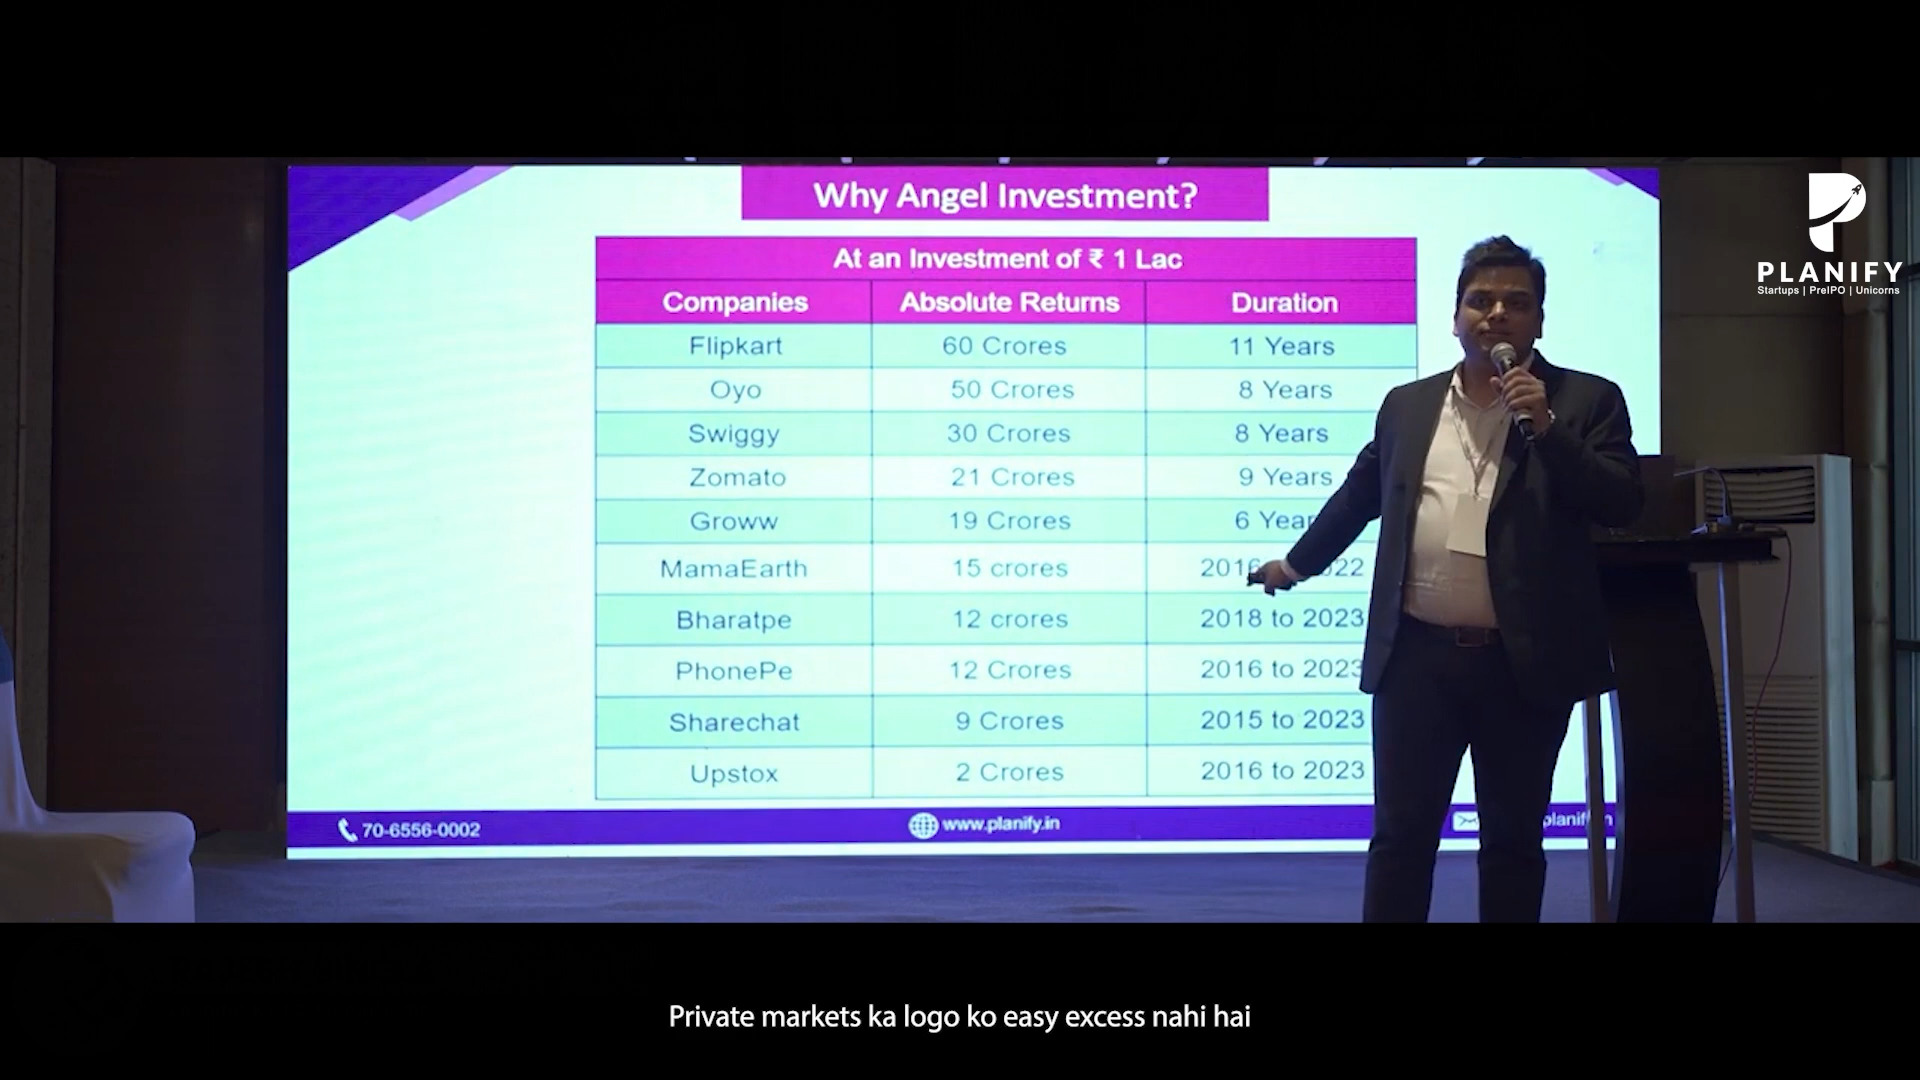 Why Angel Investment?
PLANIFY
Startups | PreIPO | Unicorns
At an Investment of ₹ 1 Lac
Companies Absolute Returns Duration
Flipkart 60 Crores 11 Years
Oyo 50 Crores 8 Years
Swiggy 30 Crores 8 Years
Zomato 21 Crores 9 Years
Groww 19 Crores 6 Year
MamaEarth 15 crores 2016 22
Bharatpe 12 crores 2018 to 2023
PhonePe 12 Crores 2016 to 2023
Sharechat 9 Crores 2015 to 2023
Upstox 2 Crores 2016 to 2023
70-6556-0002 www.planify.in
Private markets ka logo ko easy excess nahi hai